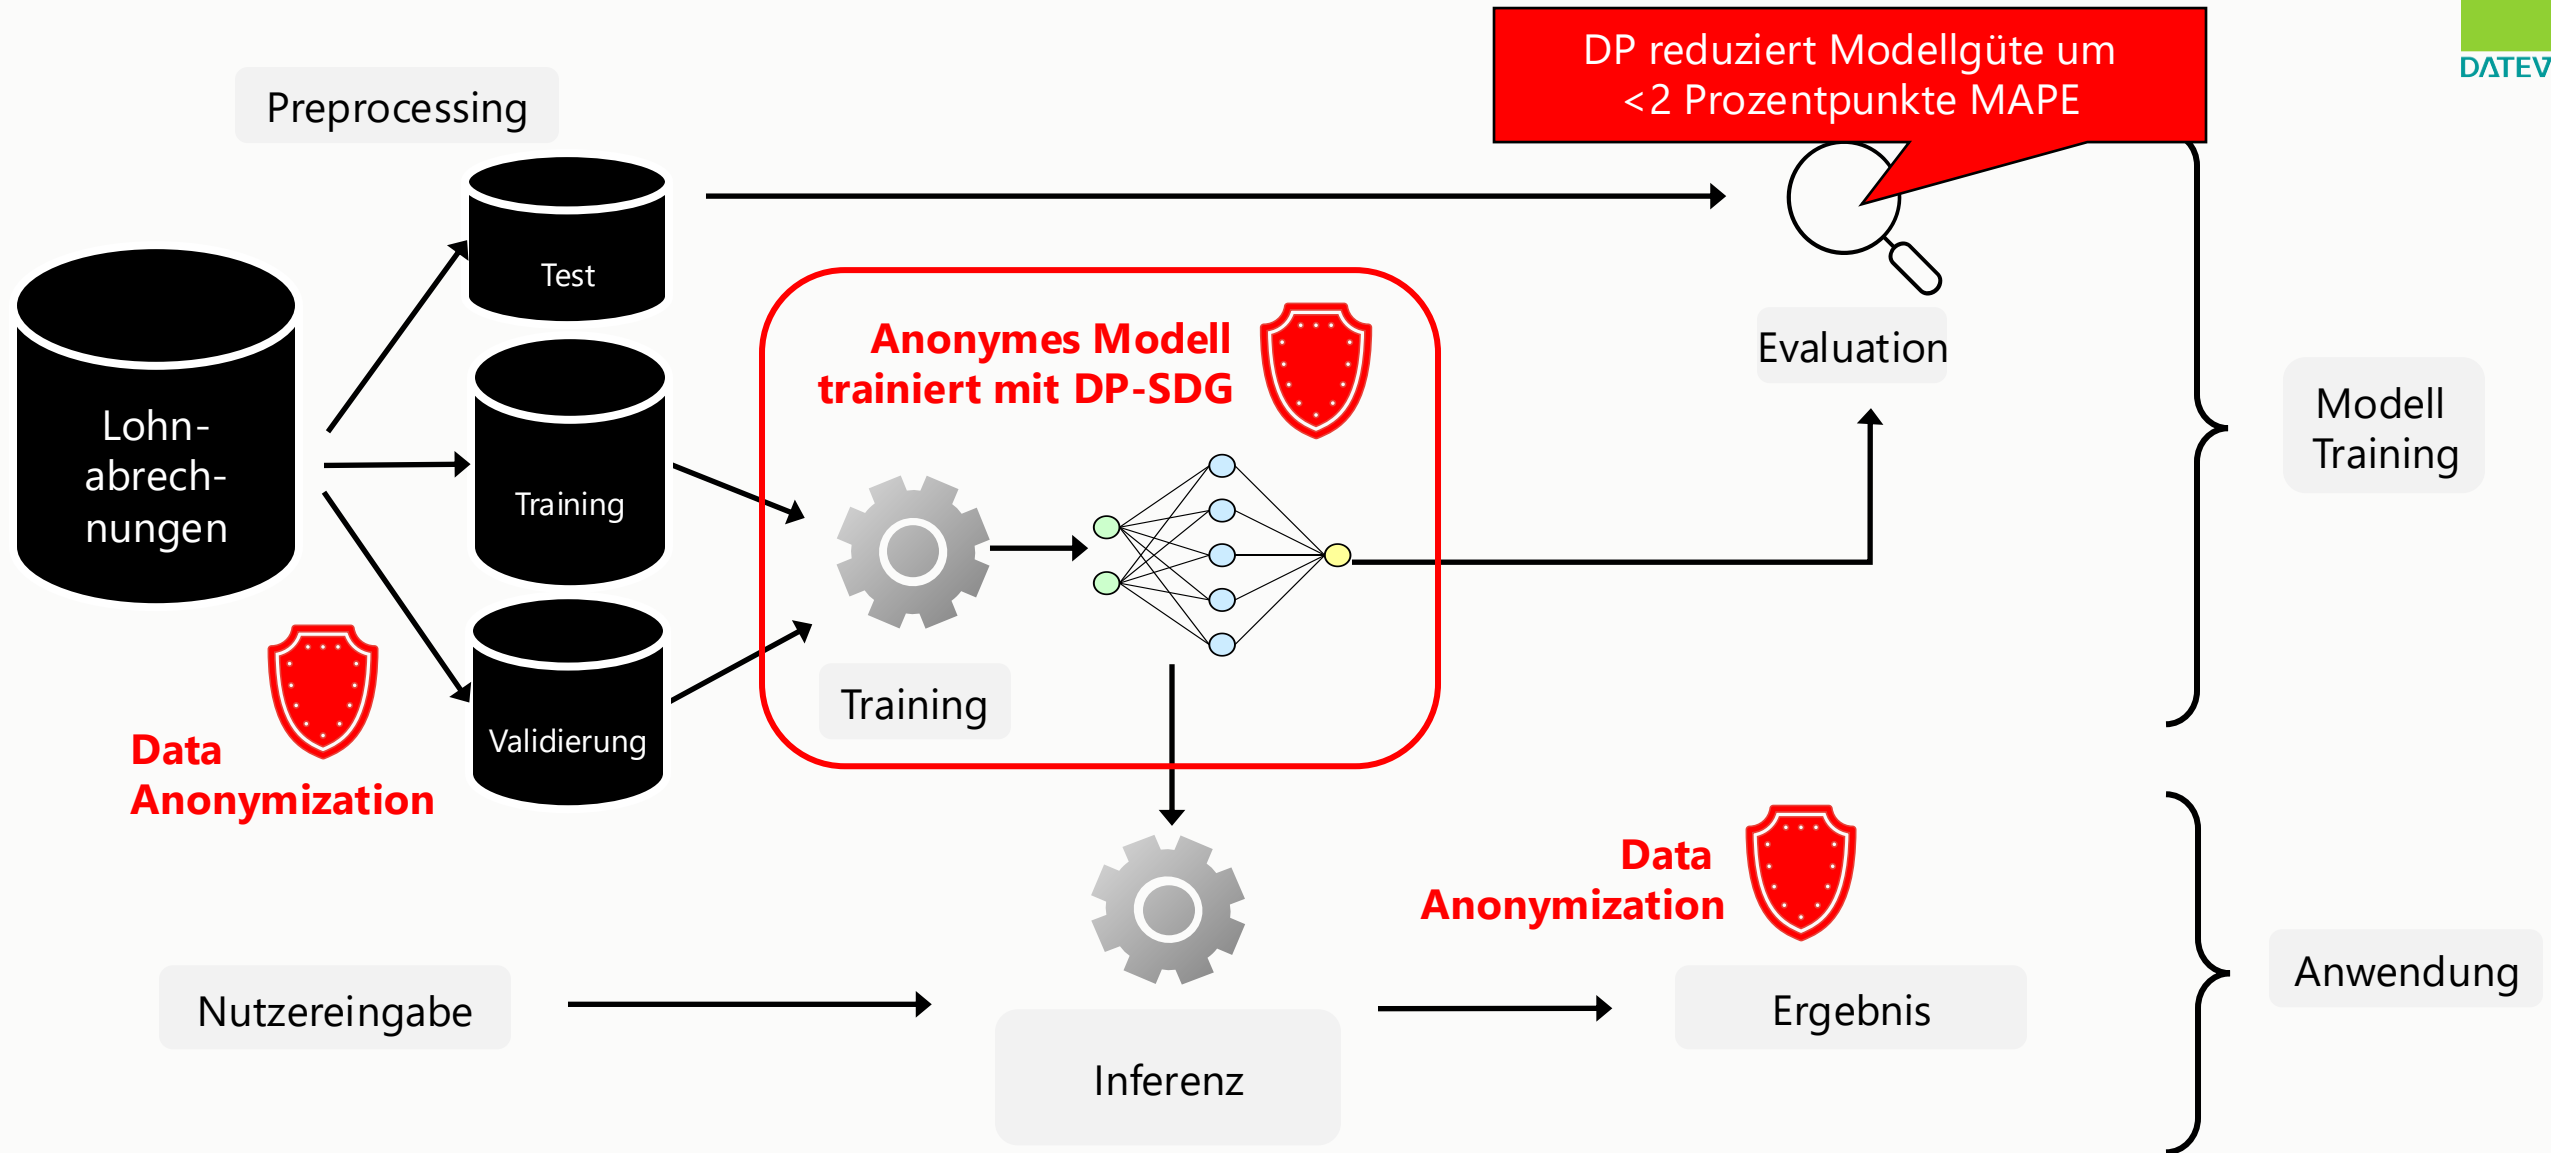 DP reduziert Modellgüte um
<2 Prozentpunkte MAPE
DATEV
Preprocessing
Test
Lohn-
abrech-
nungen
Training
Validierung
Data
Anonymization
Anonymes Modell
trainiert mit DP-SDG
Training
Evaluation
Modell
Training
Data
Anonymization
Nutzereingabe
Inferenz
Ergebnis
Anwendung